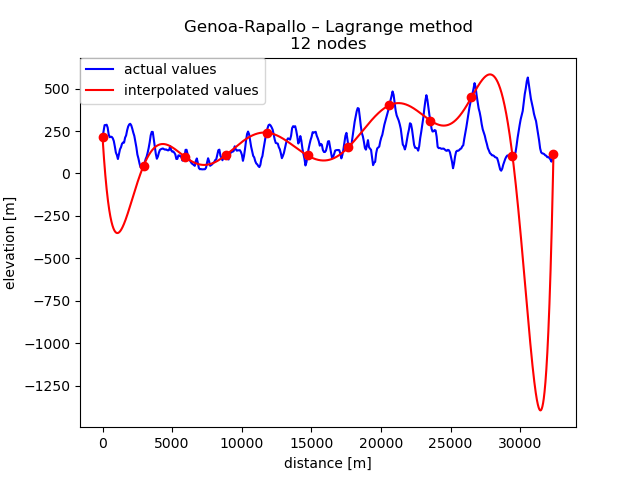 Genoa-Rapallo – Lagrange method
12 nodes
actual values
interpolated values
elevation [m]
500
250
0
−250
−500
−750
−1000
−1250
0 5000 10000 15000 20000 25000 30000
distance [m]